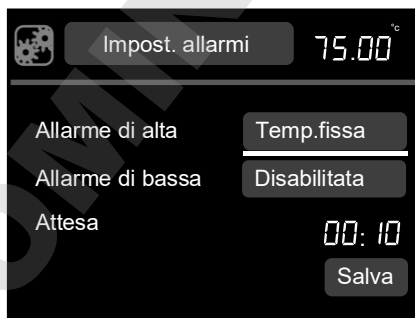 Impost. allarmi 75.00 °c
Allarme di alta Temp.fissa
Allarme di bassa Disabilitata
Attesa 00:10
Salva